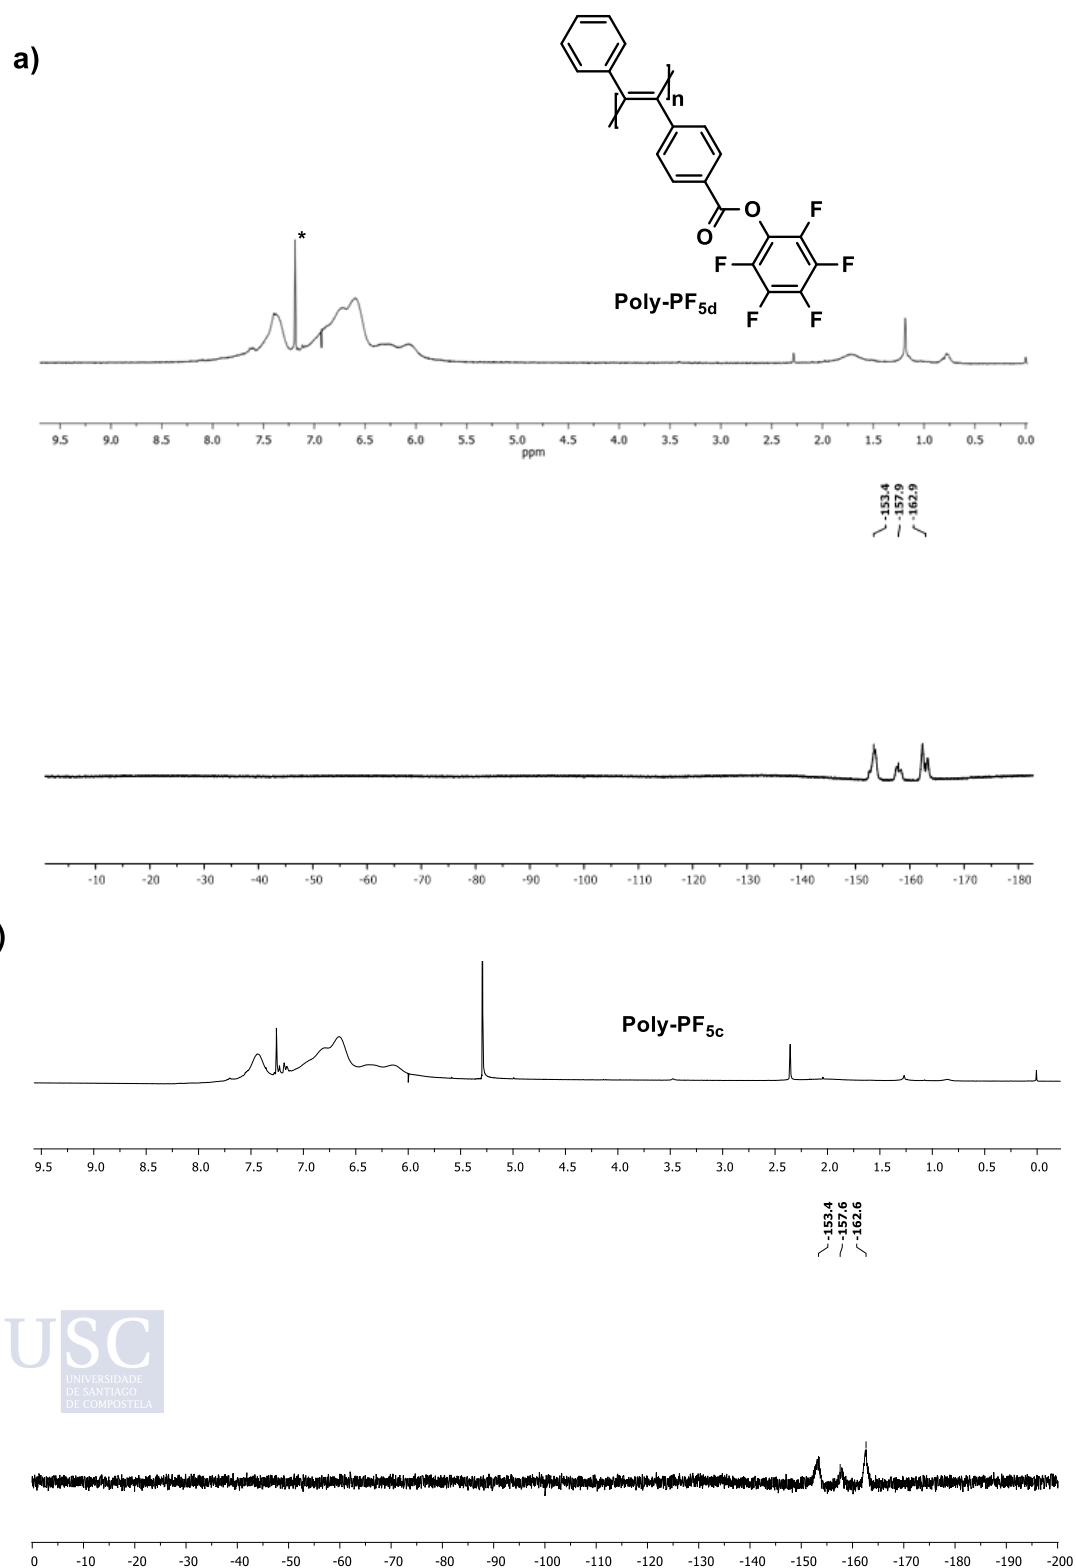 a)
n
O
O
F
F
F
F
F
Poly-PF5d
*
9.5 9.0 8.5 8.0 7.5 7.0 6.5 6.0 5.5 5.0 4.5 4.0 3.5 3.0 2.5 2.0 1.5 1.0 0.5 0.0
ppm
-153.4
-157.9
-162.9
-10 -20 -30 -40 -50 -60 -70 -80 -90 -100 -110 -120 -130 -140 -150 -160 -170 -180
)
Poly-PF5c
9.5 9.0 8.5 8.0 7.5 7.0 6.5 6.0 5.5 5.0 4.5 4.0 3.5 3.0 2.5 2.0 1.5 1.0 0.5 0.0
-153.4
-157.6
-162.6
USC
UNIVERSIDADE
DE SANTIAGO
DE COMPOSTELA
0 -10 -20 -30 -40 -50 -60 -70 -80 -90 -100 -110 -120 -130 -140 -150 -160 -170 -180 -190 -200